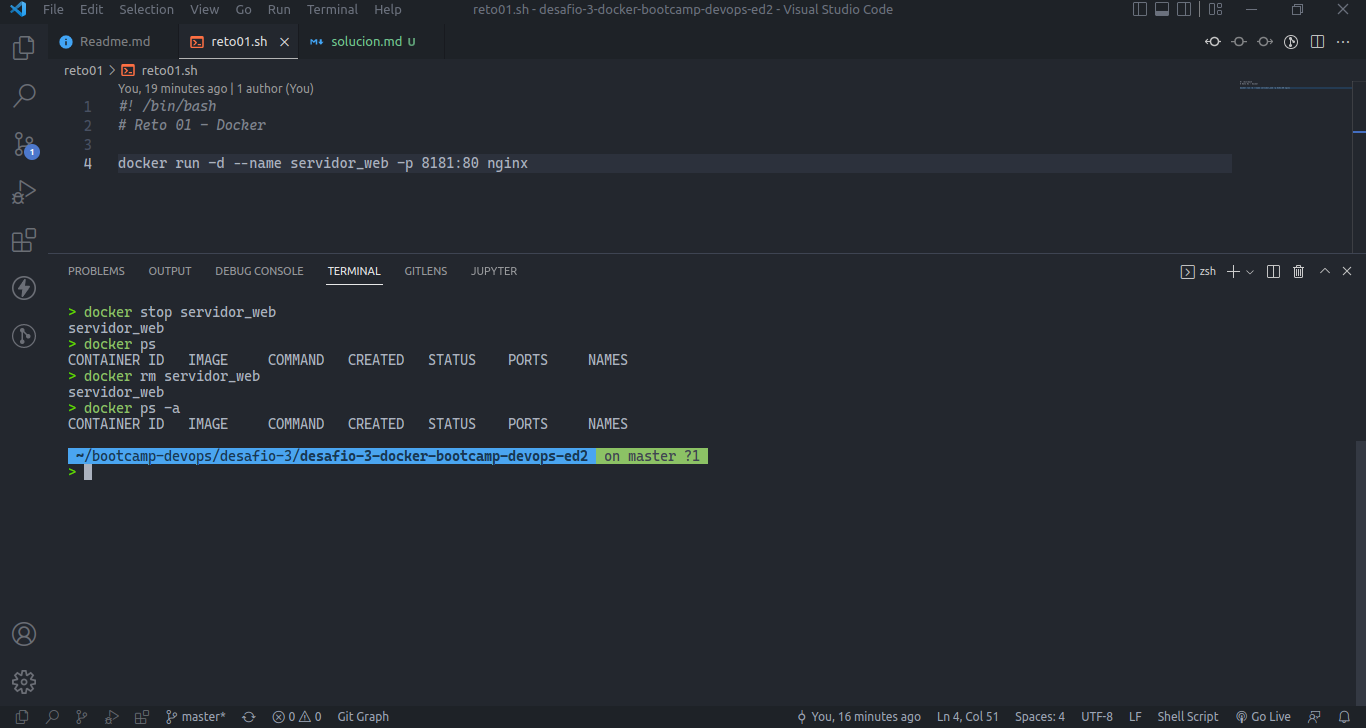 File Edit Selection View Go Run Terminal Help reto01.sh - desafio-3-docker-bootcamp-devops-ed2 - Visual Studio Code
Readme.md reto01.sh solucion.md U
reto01 > reto01.sh
You, 19 minutes ago | 1 author (You)
1 #! /bin/bash
2 # Reto 01 - Docker
3
4 docker run -d --name servidor_web -p 8181:80 nginx
1
PROBLEMS OUTPUT DEBUG CONSOLE TERMINAL GITLENS JUPYTER zsh
> docker stop servidor_web
servidor_web
> docker ps
CONTAINER ID IMAGE COMMAND CREATED STATUS PORTS NAMES
> docker rm servidor_web
servidor_web
> docker ps -a
CONTAINER ID IMAGE COMMAND CREATED STATUS PORTS NAMES
~/bootcamp-devops/desafio-3/desafio-3-docker-bootcamp-devops-ed2 on master ?1
>
master* 0 0 Git Graph You, 16 minutes ago Ln 4, Col 51 Spaces: 4 UTF-8 LF Shell Script Go Live